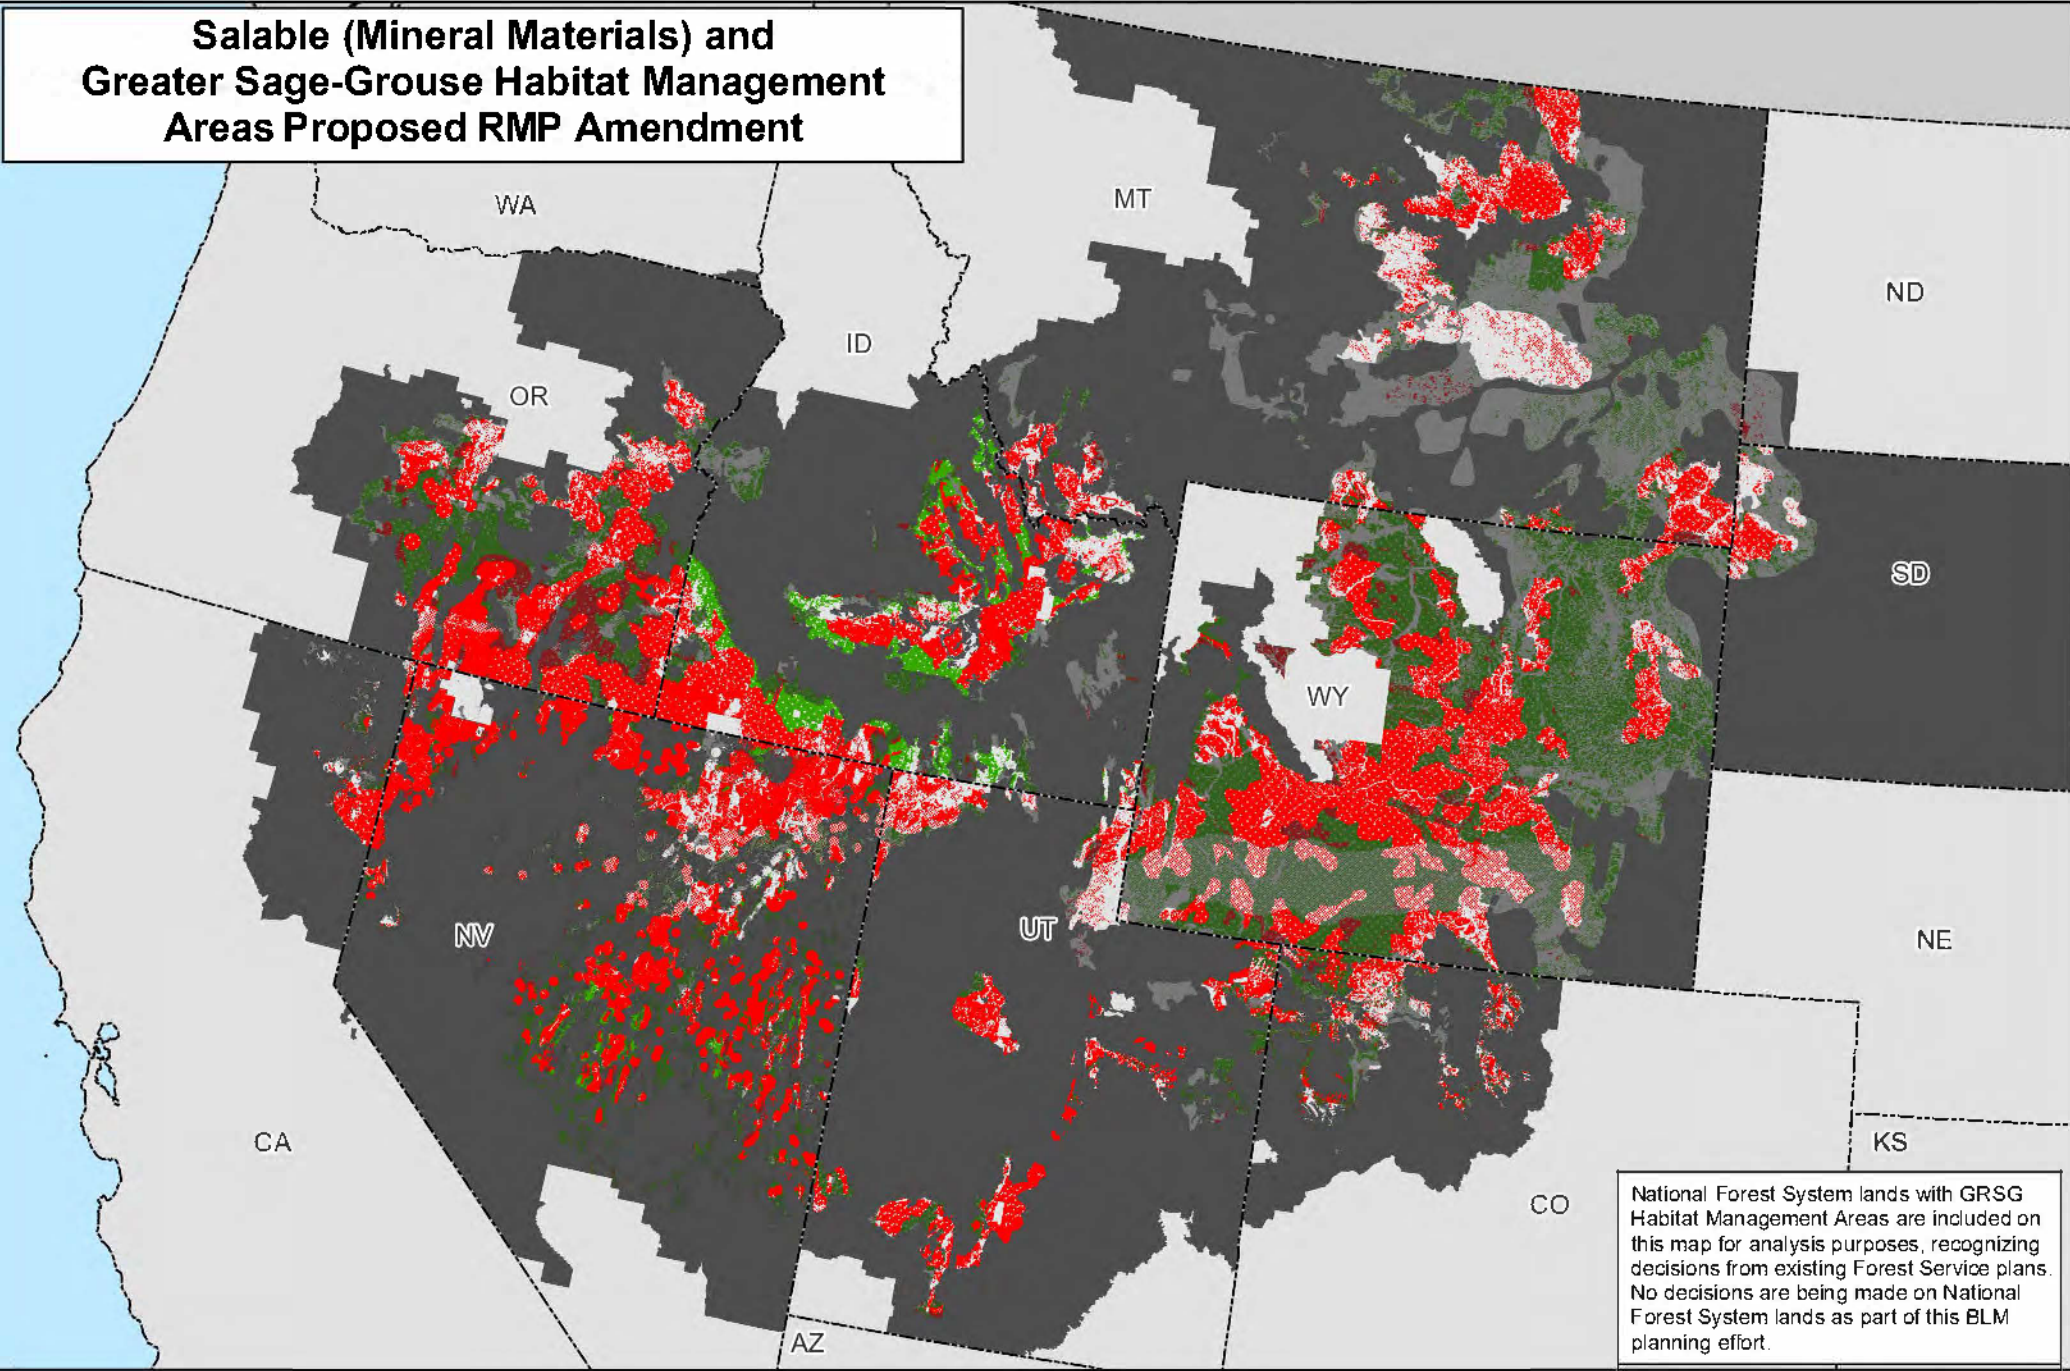 Salable (Mineral Materials) and
Greater Sage-Grouse Habitat Management
Areas Proposed RMP Amendment
WA
MT
ND
ID
OR
SD
WY
NV
UT
NE
CA
KS
CO
AZ
National Forest System lands with GRSG
Habitat Management Areas are included on
this map for analysis purposes, recognizing
decisions from existing Forest Service plans.
No decisions are being made on National
Forest System lands as part of this BLM
planning effort.